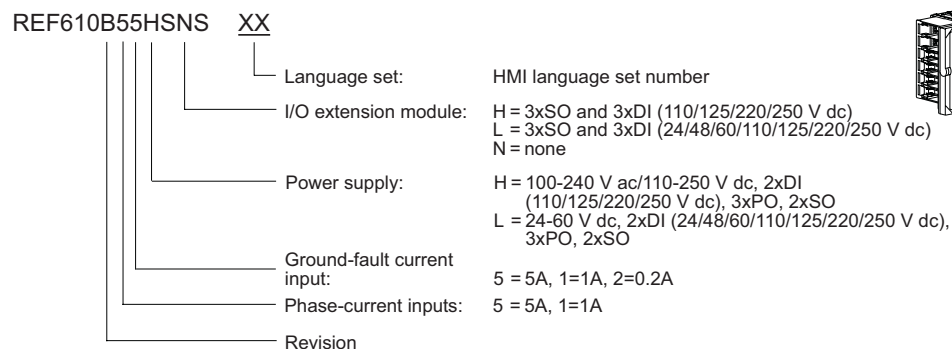 REF610B55HSNS XX
Language set: HMI language set number
I/O extension module: H = 3xSO and 3xDI (110/125/220/250 V dc)
L = 3xSO and 3xDI (24/48/60/110/125/220/250 V dc)
N = none
Power supply: H = 100-240 V ac/110-250 V dc, 2xDI
(110/125/220/250 V dc), 3xPO, 2xSO
L = 24-60 V dc, 2xDI (24/48/60/110/125/220/250 V dc),
3xPO, 2xSO
Ground-fault current
input: 5 = 5A, 1=1A, 2=0.2A
Phase-current inputs: 5 = 5A, 1=1A
Revision